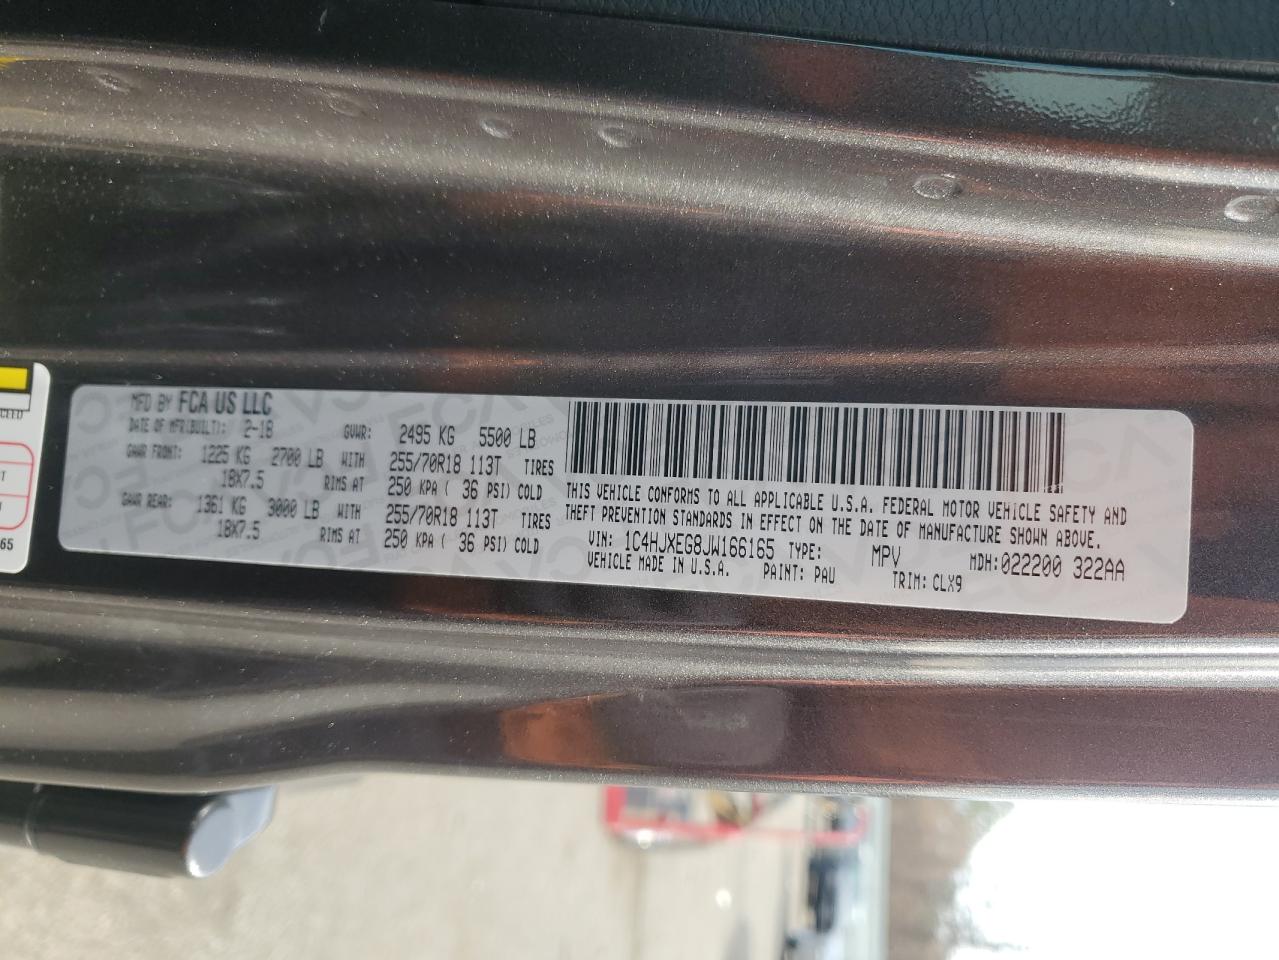 MFD BY FCA US LLC
DATE OF MFR(BUILT): 2-18 GVWR: 2495 KG 5500 LB
GAWR FRONT: 1225 KG 2700 LB WITH 255/70R18 113T TIRES
18X7.5 RIMS AT 250 KPA ( 36 PSI) COLD
GAWR REAR: 1361 KG 3000 LB WITH 255/70R18 113T TIRES
18X7.5 RIMS AT 250 KPA ( 36 PSI) COLD
THIS VEHICLE CONFORMS TO ALL APPLICABLE U.S.A. FEDERAL MOTOR VEHICLE SAFETY AND
THEFT PREVENTION STANDARDS IN EFFECT ON THE DATE OF MANUFACTURE SHOWN ABOVE.
VIN: 1C4HJXEG8JW166165 TYPE: MPV MDH: 022200 322AA
VEHICLE MADE IN U.S.A. PAINT: PAU TRIM: CLX9
65